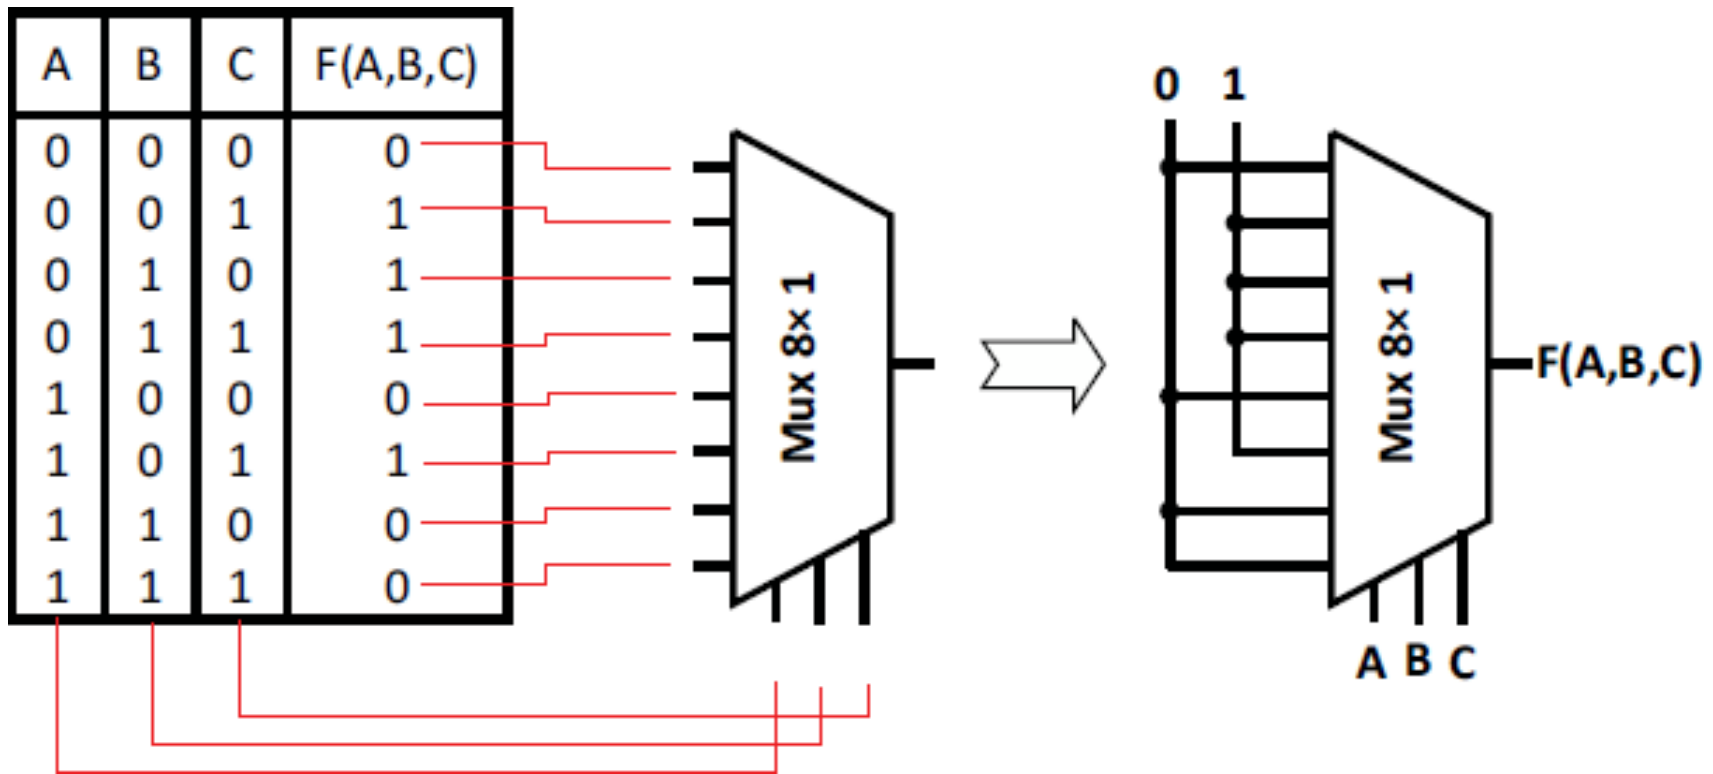 A B C F(A,B,C)
0 0 0 0
0 0 1 1
0 1 0 1
0 1 1 1
1 0 0 0
1 0 1 1
1 1 0 0
1 1 1 0
Mux 8× 1
0 1
Mux 8× 1
F(A,B,C)
A B C